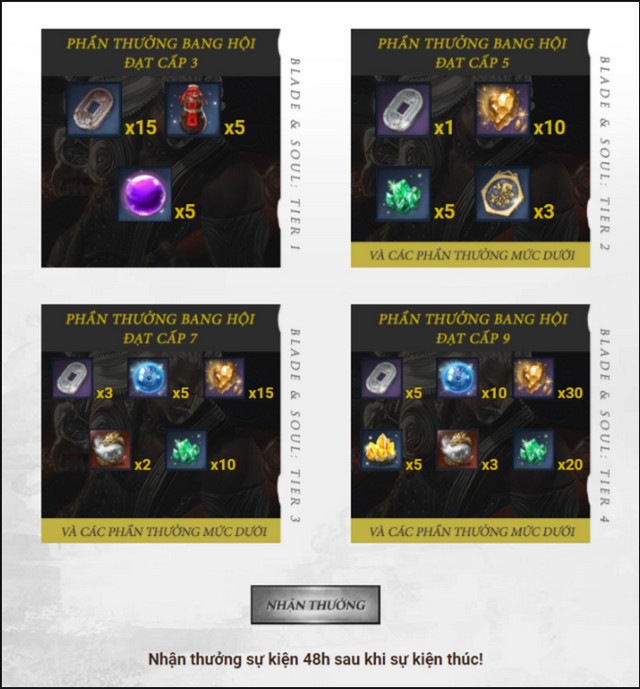 PHẦN THƯỞNG BANG HỘI
ĐẠT CẤP 3
x15
x5
x5
BLADE & SOUL: TIER 1
PHẦN THƯỞNG BANG HỘI
ĐẠT CẤP 5
x1
x10
x5
x3
VÀ CÁC PHẦN THƯỞNG MỨC DƯỚI
BLADE & SOUL: TIER 2
PHẦN THƯỞNG BANG HỘI
ĐẠT CẤP 7
x3
x5
x15
x2
x10
VÀ CÁC PHẦN THƯỞNG MỨC DƯỚI
BLADE & SOUL: TIER 3
PHẦN THƯỞNG BANG HỘI
ĐẠT CẤP 9
x5
x10
x30
x5
x3
x20
VÀ CÁC PHẦN THƯỞNG MỨC DƯỚI
BLADE & SOUL: TIER 4
NHẬN THƯỞNG
Nhận thưởng sự kiện 48h sau khi sự kiện thúc!